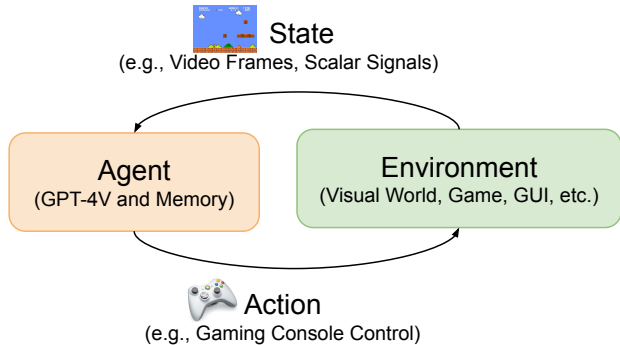 State
(e.g., Video Frames, Scalar Signals)
Agent
(GPT-4V and Memory)
Environment
(Visual World, Game, GUI, etc.)
Action
(e.g., Gaming Console Control)